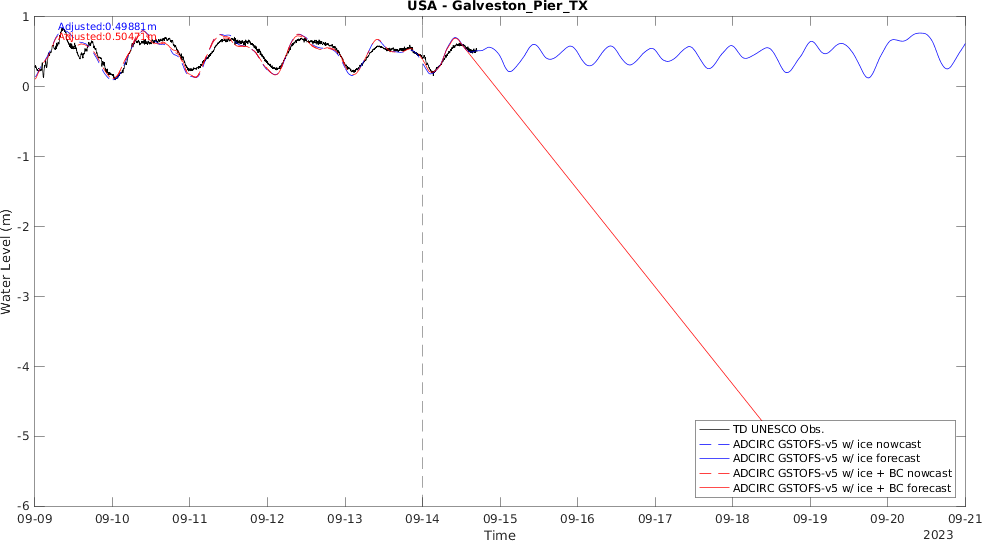 USA - Galveston_Pier_TX
Adjusted:0.49881m
Water Level (m)
1
0
-1
-2
-3
-4
-5
-6
TD UNESCO Obs.
ADCIRC GSTOFS-v5 w/ ice nowcast
ADCIRC GSTOFS-v5 w/ ice forecast
ADCIRC GSTOFS-v5 w/ ice + BC nowcast
ADCIRC GSTOFS-v5 w/ ice + BC forecast
09-09 09-10 09-11 09-12 09-13 09-14 09-15 09-16 09-17 09-18 09-19 09-20 09-21
Time
2023